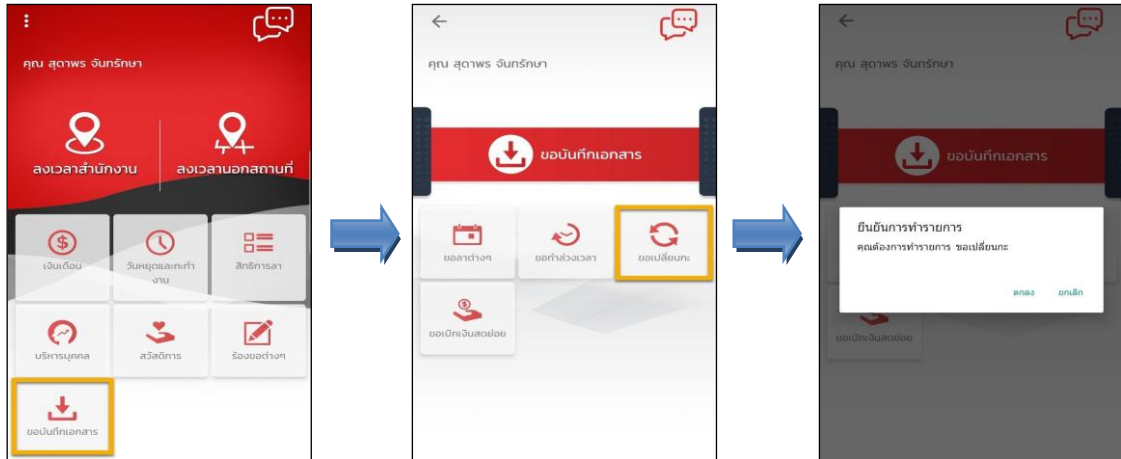 คุณ สุดาพร จันทรักษา
ลงเวลาสำนักงาน
ลงเวลานอกสถานที่
เงินเดือน
วันหยุดและกะทำ
งาน
สิทธิการลา
บริหารบุคคล
สวัสดิการ
ร้องขอต่างๆ
ขอบันทึกเอกสาร
คุณ สุดาพร จันทรักษา
ขอบันทึกเอกสาร
ขอลาต่างๆ
ขอทำล่วงเวลา
ขอเปลี่ยนกะ
ขอเบิกเงินสดย่อย
คุณ สุดาพร จันทรักษา
ขอบันทึกเอกสาร
ยืนยันการทำรายการ
คุณต้องการทำรายการ ขอเปลี่ยนกะ
ตกลง
ยกเลิก
ขอเบิกเงินสดย่อย